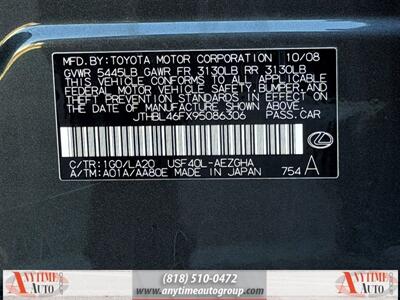 MFD.BY:TOYOTA MOTOR CORPORATION 10/08
GVWR 5445LB GAWR FR 3130LB RR 3130LB
THIS VEHICLE CONFORMS TO ALL APPLICABLE
FEDERAL MOTOR VEHICLE SAFETY, BUMPER, AND
THEFT PREVENTION STANDARDS IN EFFECT ON
THE DATE OF MANUFACTURE SHOWN ABOVE.
JTHBL46FX95086306 PASS.CAR
C/TR:1G0/LA20 USF40L-AEZGHA
A/TM:A01A/AA80E MADE IN JAPAN 754 A
ANYTIME AUTO
(818) 510-0472
www.anytimeautogroup.com
ANYTIME AUTO